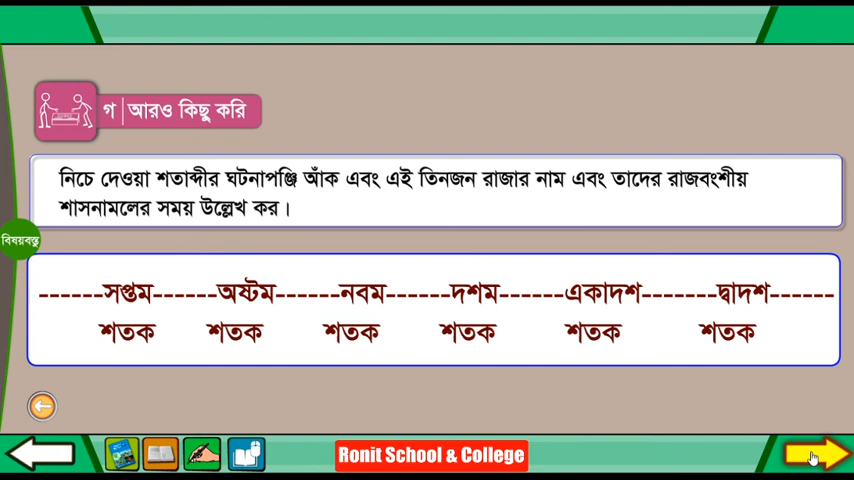 গ | আরও কিছু করি
নিচে দেওয়া শতাব্দীর ঘটনাপঞ্জি আঁক এবং এই তিনজন রাজার নাম এবং তাদের রাজবংশীয়
শাসনামলের সময় উল্লেখ কর।
বিষয়বস্তু
------সপ্তম------অষ্টম------নবম------দশম------একাদশ-------দ্বাদশ------
শতক শতক শতক শতক শতক শতক
Ronit School & College